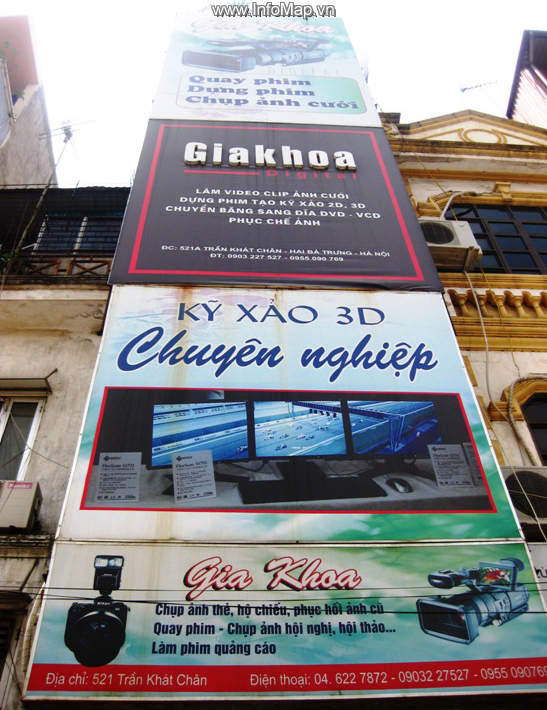 www.InfoMap.vn
Gia Khoa
Quay phim
Dựng phim
Chụp ảnh cưới
Giakhoa
Digital
LÀM VIDEO CLIP ẢNH CƯỚI
DỰNG PHIM TẠO KỸ XẢO 2D, 3D
CHUYỂN BĂNG SANG ĐĨA DVD - VCD
PHỤC CHẾ ẢNH
ĐC: 521A TRẦN KHÁT CHÂN - HAI BÀ TRƯNG - HÀ NỘI
ĐT: 0903 227 527 - 0955 090 769
KỸ XẢO 3D
Chuyên nghiệp
Gia Khoa
Chụp ảnh thẻ, hộ chiếu, phục hồi ảnh cũ
Quay phim - Chụp ảnh hội nghị, hội thảo...
Làm phim quảng cáo
Địa chỉ: 521 Trần Khát Chân Điện thoại: 04. 622 7872 - 09032 27527 - 0955 090769